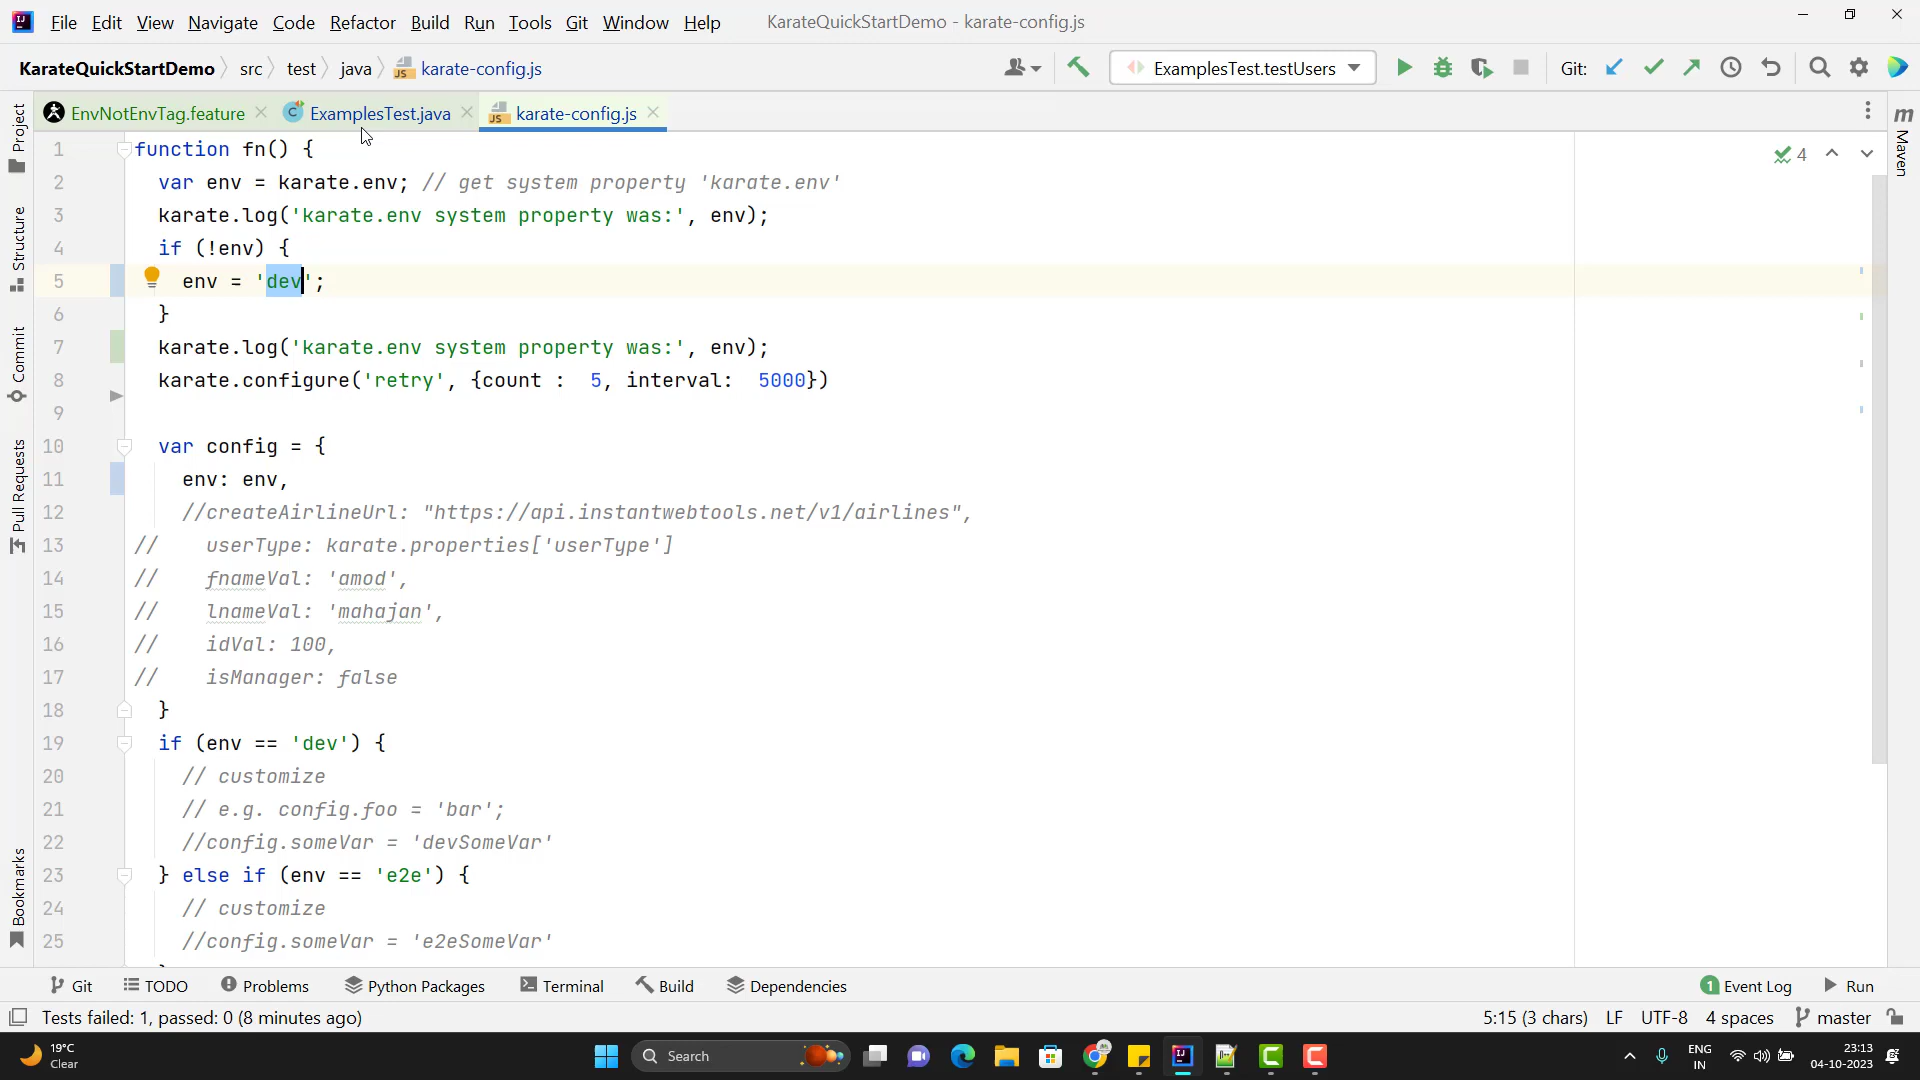 File Edit View Navigate Code Refactor Build Run Tools Git Window Help KarateQuickStartDemo - karate-config.js
KarateQuickStartDemo src test java JS karate-config.js ExamplesTest.testUsers Git:
EnvNotEnvTag.feature ExamplesTest.java JS karate-config.js
Project
Structure
Commit
Pull Requests
Bookmarks
1 function fn() {
2 var env = karate.env; // get system property 'karate.env'
3 karate.log('karate.env system property was:', env);
4 if (!env) {
5 env = 'dev';
6 }
7 karate.log('karate.env system property was:', env);
8 karate.configure('retry', {count :  5, interval:  5000})
9
10 var config = {
11 env: env,
12 //createAirlineUrl: "https://api.instantwebtools.net/v1/airlines",
13 //    userType: karate.properties['userType']
14 //    fnameVal: 'amod',
15 //    lnameVal: 'mahajan',
16 //    idVal: 100,
17 //    isManager: false
18 }
19 if (env == 'dev') {
20 // customize
21 // e.g. config.foo = 'bar';
22 //config.someVar = 'devSomeVar'
23 } else if (env == 'e2e') {
24 // customize
25 //config.someVar = 'e2eSomeVar'
4
m
Maven
Git TODO Problems Python Packages Terminal Build Dependencies 1 Event Log Run
Tests failed: 1, passed: 0 (8 minutes ago) 5:15 (3 chars) LF UTF-8 4 spaces master
19°C
Clear
Search
ENG
IN
23:13
04-10-2023